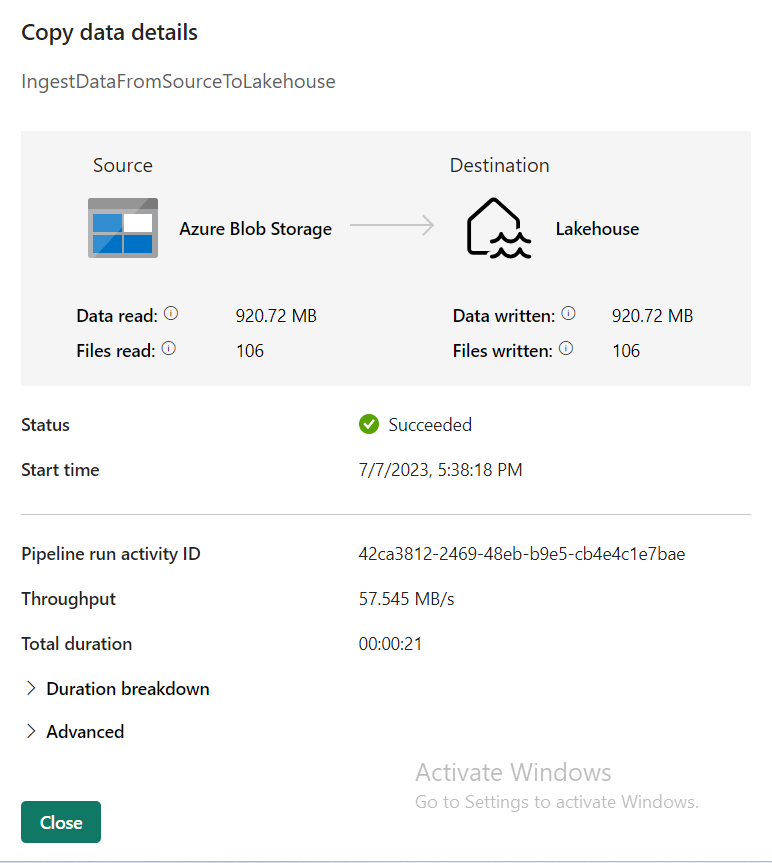 Copy data details
IngestDataFromSourceToLakehouse
Source
Destination
Azure Blob Storage
Lakehouse
Data read: 920.72 MB
Data written: 920.72 MB
Files read: 106
Files written: 106
Status Succeeded
Start time 7/7/2023, 5:38:18 PM
Pipeline run activity ID 42ca3812-2469-48eb-b9e5-cb4e4c1e7bae
Throughput 57.545 MB/s
Total duration 00:00:21
Duration breakdown
Advanced
Activate Windows
Go to Settings to activate Windows.
Close